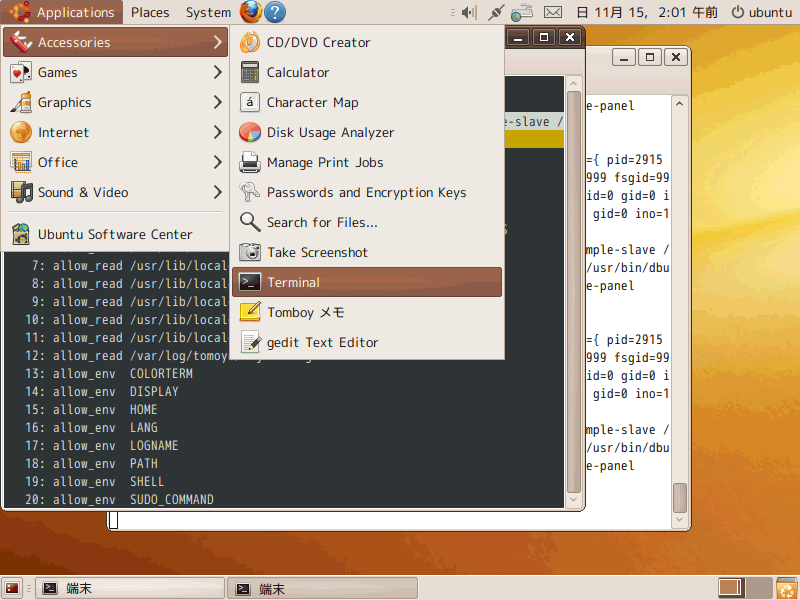 Applications Places System 日 11月 15, 2:01 午前 ubuntu
Accessories
Games
Graphics
Internet
Office
Sound & Video
Ubuntu Software Center
CD/DVD Creator
Calculator
Character Map
Disk Usage Analyzer
Manage Print Jobs
Passwords and Encryption Keys
Search for Files...
Take Screenshot
Terminal
Tomboy メモ
gedit Text Editor
e-slave /
7: allow_read /usr/lib/local
8: allow_read /usr/lib/local
9: allow_read /usr/lib/local
10: allow_read /usr/lib/local
11: allow_read /usr/lib/local
12: allow_read /var/log/tomoy
13: allow_env COLORTERM
14: allow_env DISPLAY
15: allow_env HOME
16: allow_env LANG
17: allow_env LOGNAME
18: allow_env PATH
19: allow_env SHELL
20: allow_env SUDO_COMMAND
e-panel
={ pid=2915
999 fsgid=99
id=0 gid=0 i
gid=0 ino=1
mple-slave /
/usr/bin/dbu
e-panel
={ pid=2915
999 fsgid=99
id=0 gid=0 i
gid=0 ino=1
mple-slave /
/usr/bin/dbu
e-panel
端末
端末